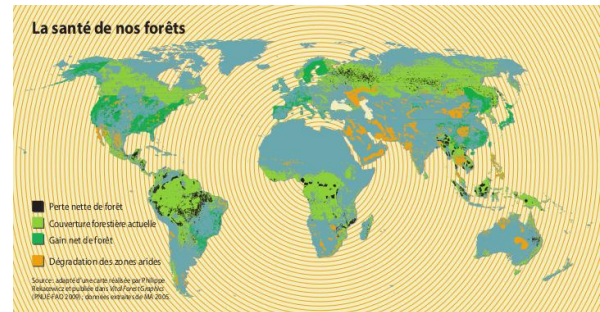 La santé de nos forêts
Perte nette de forêt
Couverture forestière actuelle
Gain net de forêt
Dégradation des zones arides
Source : adapté d'une carte réalisée par Philippe
Rekacewicz et publiée dans Vital Forest Graphics
(PNUE-FAO 2009) ; données extraites de MA 2005.